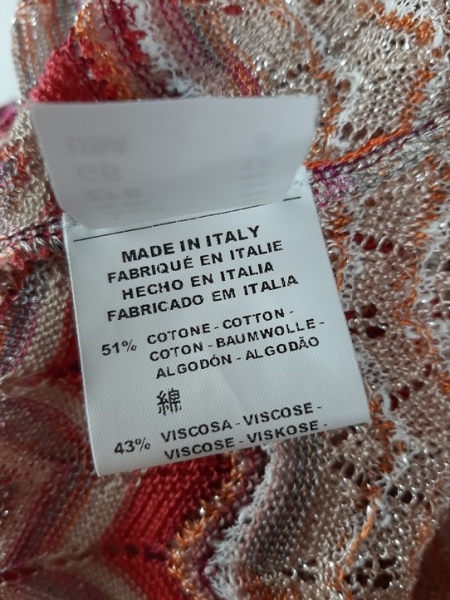 MADE IN ITALY
FABRIQUÉ EN ITALIE
HECHO EN ITALIA
FABRICADO EM ITALIA
51% COTONE - COTTON -
COTON - BAUMWOLLE -
ALGODÓN - ALGODÃO
綿
43% VISCOSA - VISCOSE -
VISCOSE - VISKOSE -